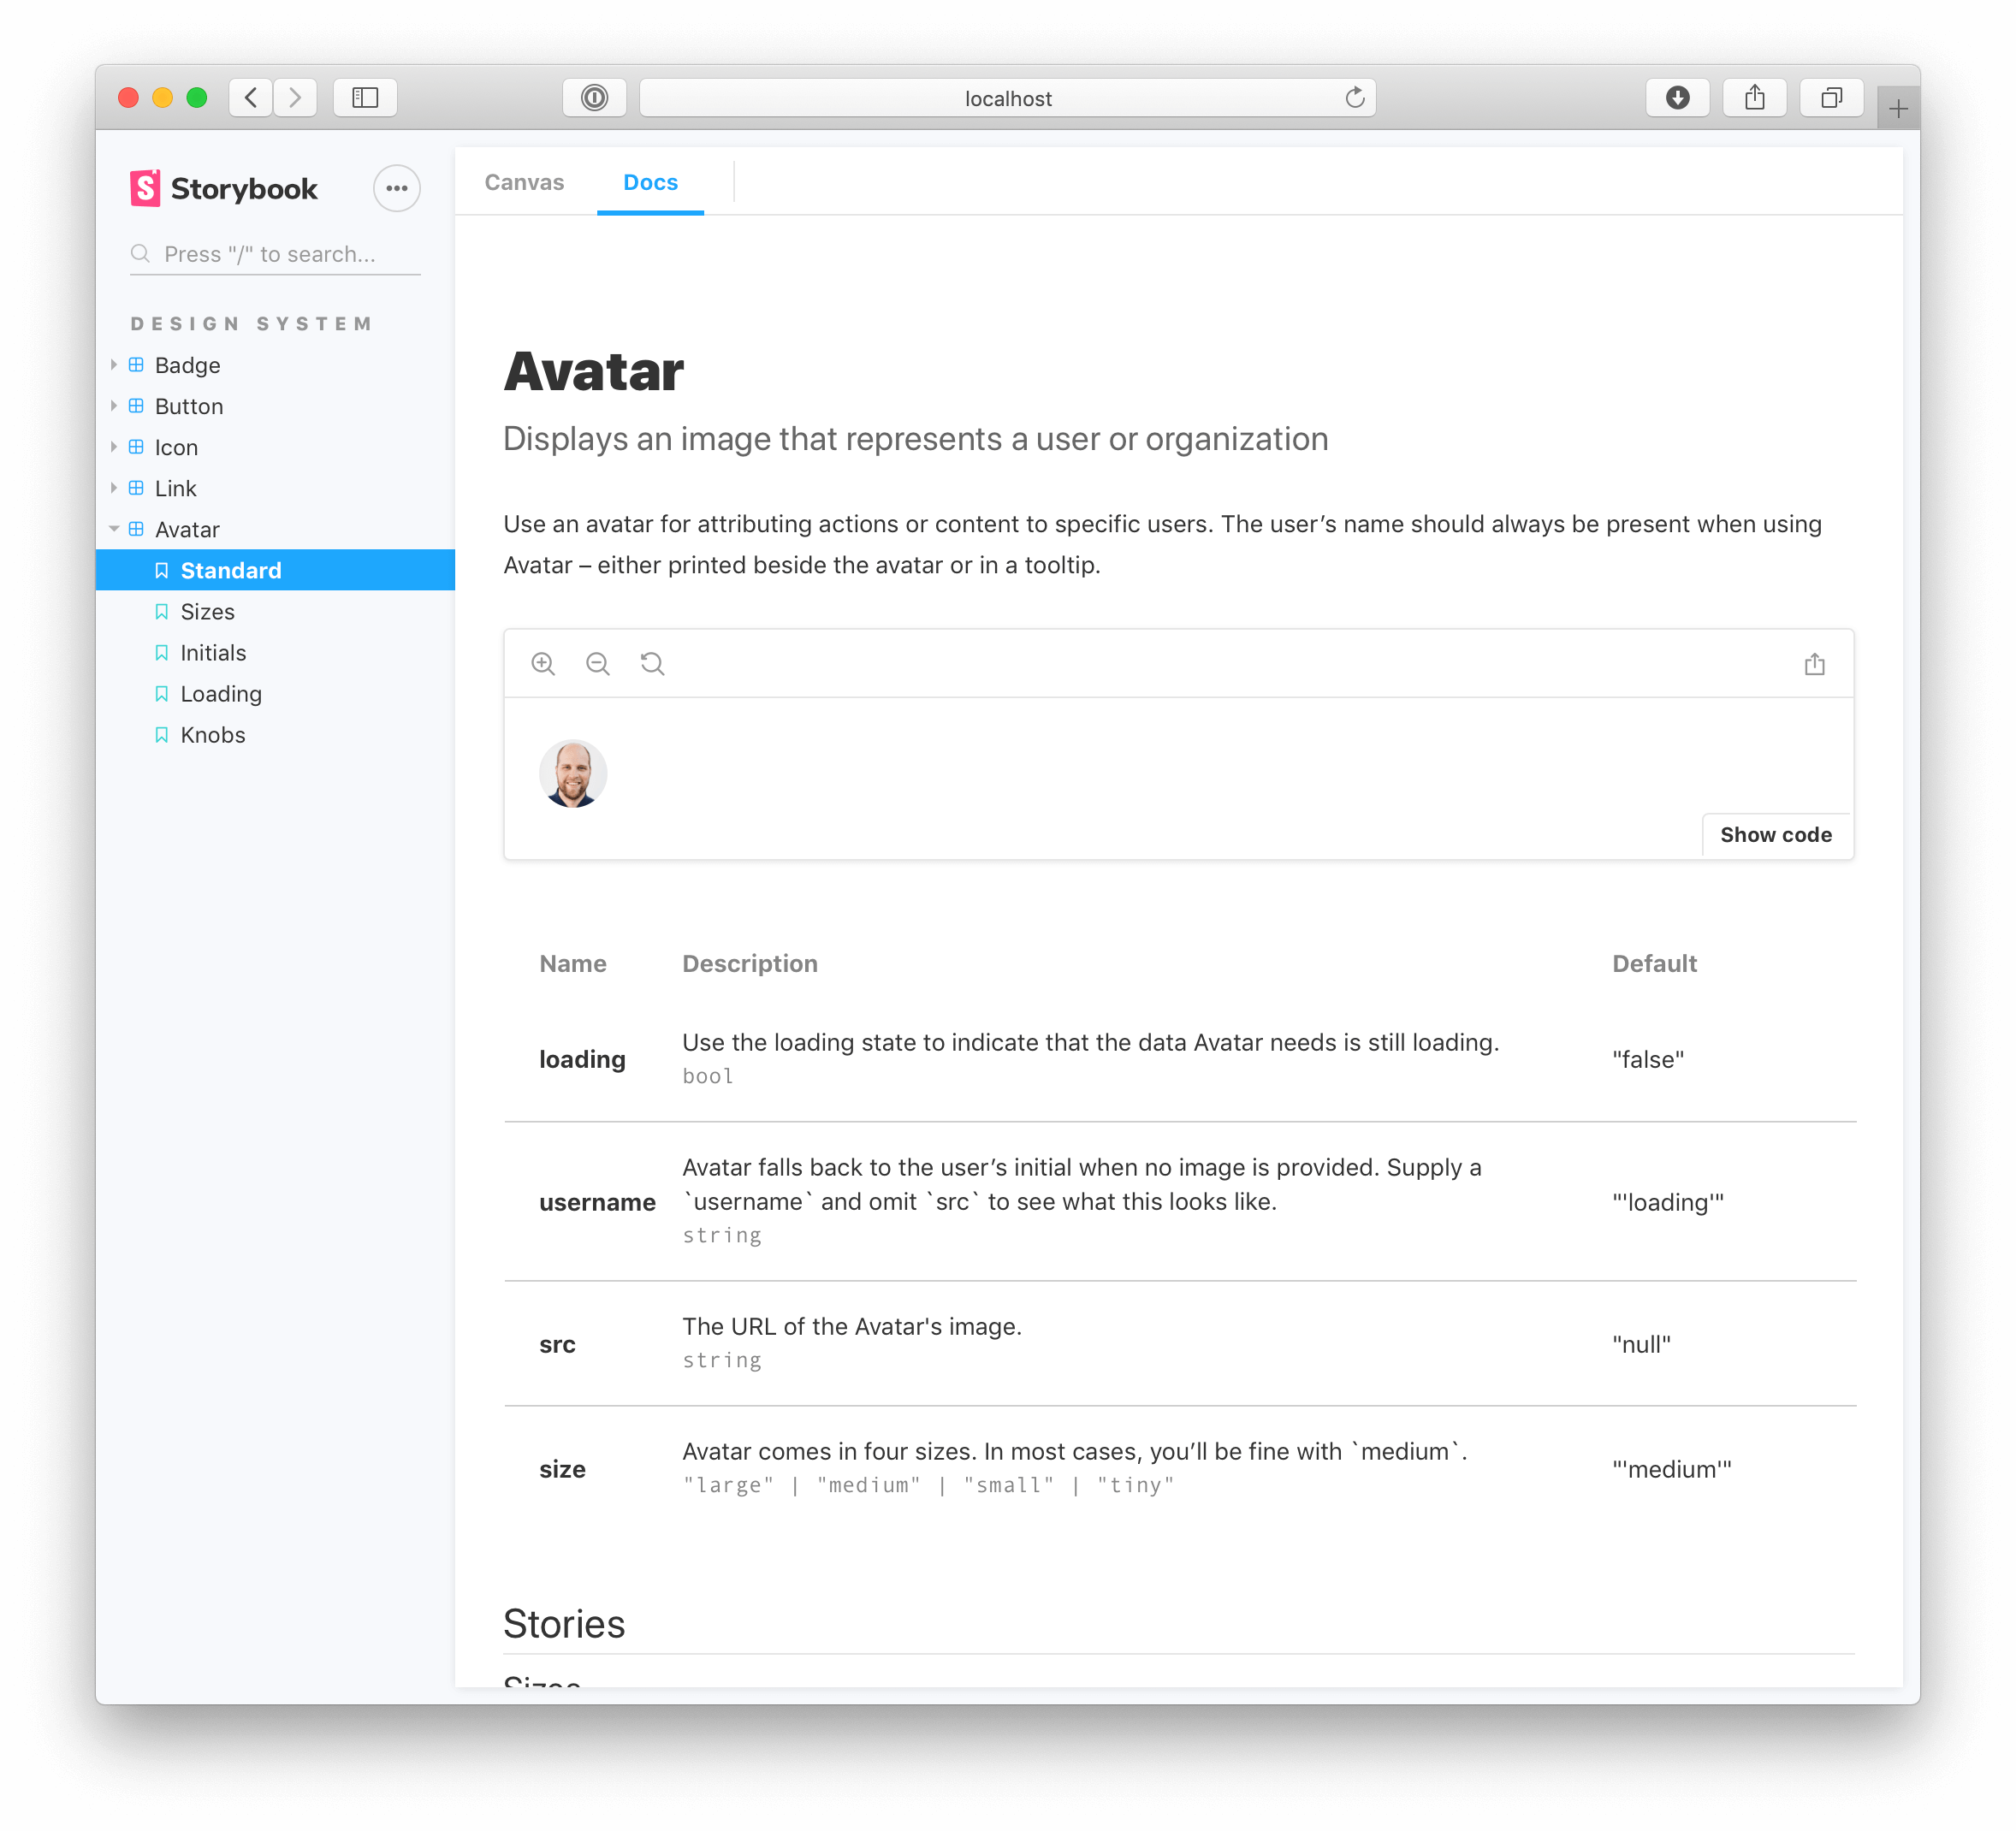 localhost
Storybook
Press "/" to search...
DESIGN SYSTEM
Badge
Button
Icon
Link
Avatar
Standard
Sizes
Initials
Loading
Knobs
Canvas
Docs
Avatar
Displays an image that represents a user or organization
Use an avatar for attributing actions or content to specific users. The user’s name should always be present when using
Avatar – either printed beside the avatar or in a tooltip.
Show code
Name Description Default
loading
Use the loading state to indicate that the data Avatar needs is still loading.
bool
"false"
username
Avatar falls back to the user’s initial when no image is provided. Supply a
`username` and omit `src` to see what this looks like.
string
"'loading'"
src
The URL of the Avatar's image.
string
"null"
size
Avatar comes in four sizes. In most cases, you’ll be fine with `medium`.
"large" | "medium" | "small" | "tiny"
"'medium'"
Stories
Sizes